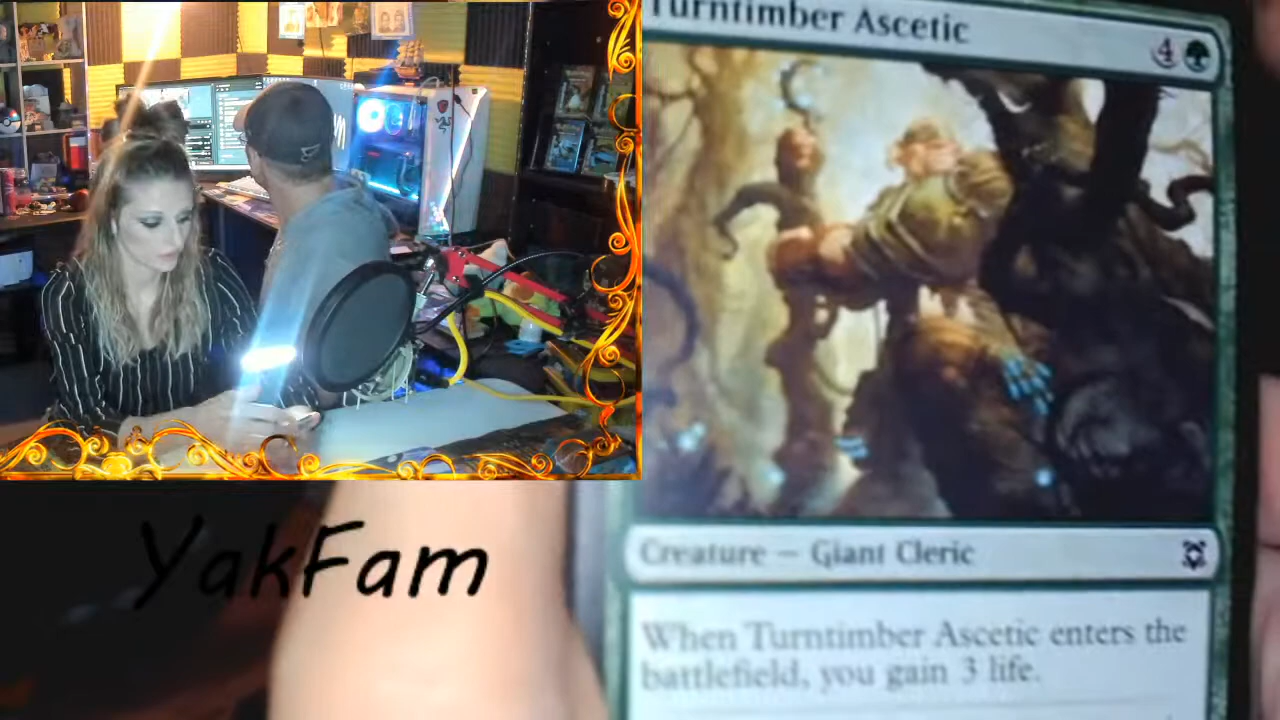 Turntimber Ascetic
4
YakFam
Creature — Giant Cleric
When Turntimber Ascetic enters the
battlefield, you gain 3 life.